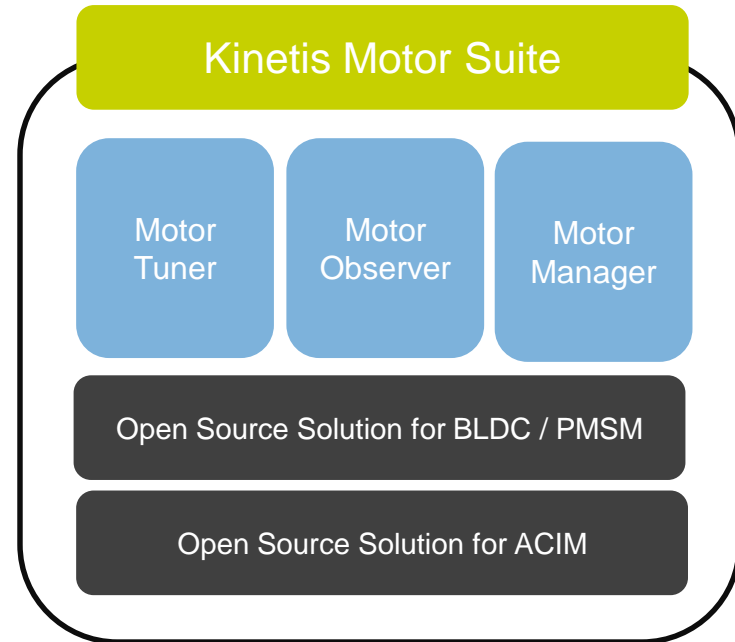 Kinetis Motor Suite
Motor
Tuner
Motor
Observer
Motor
Manager
Open Source Solution for BLDC / PMSM
Open Source Solution for ACIM